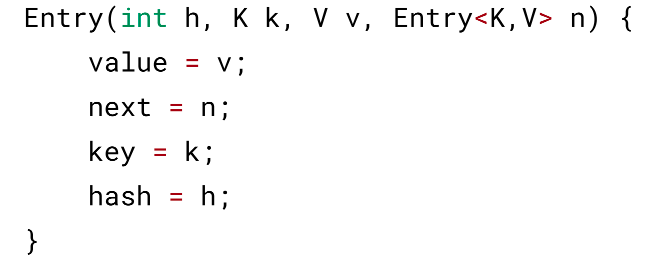 Entry(int h, K k, V v, Entry<K,V> n) {
    value = v;
    next = n;
    key = k;
    hash = h;
}